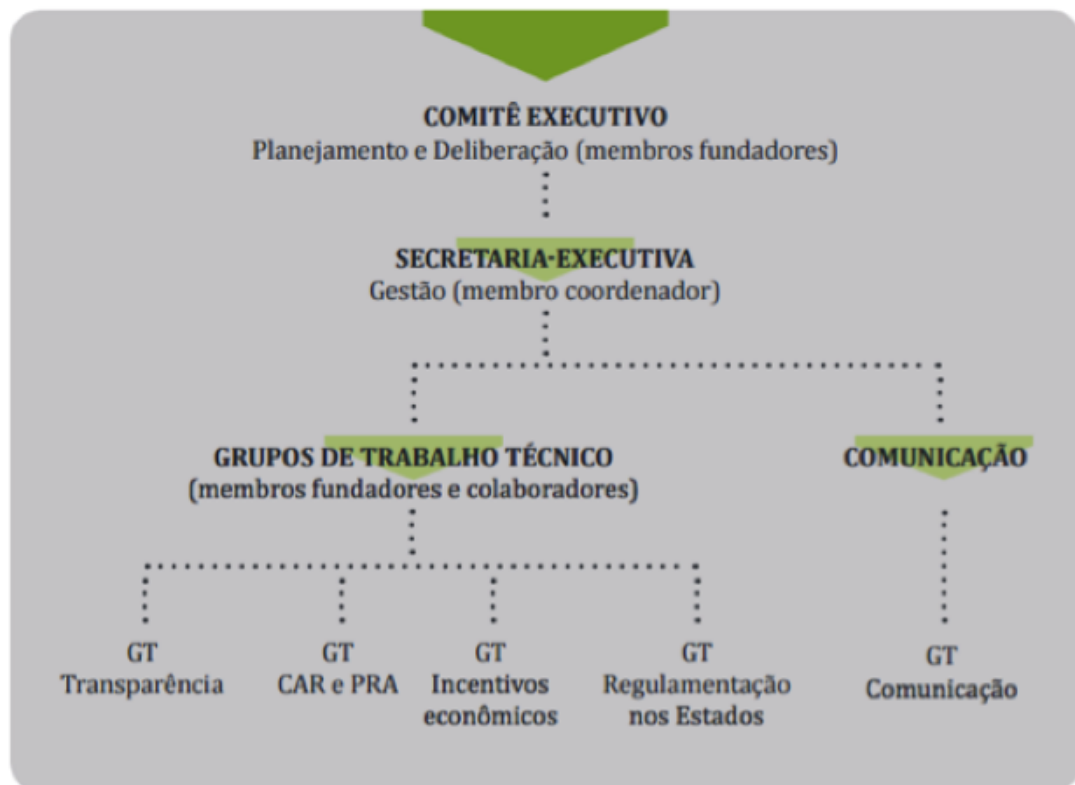 COMITÊ EXECUTIVO
Planejamento e Deliberação (membros fundadores)
SECRETARIA-EXECUTIVA
Gestão (membro coordenador)
GRUPOS DE TRABALHO TÉCNICO
(membros fundadores e colaboradores)
COMUNICAÇÃO
GT
Transparência
GT
CAR e PRA
GT
Incentivos
econômicos
GT
Regulamentação
nos Estados
GT
Comunicação